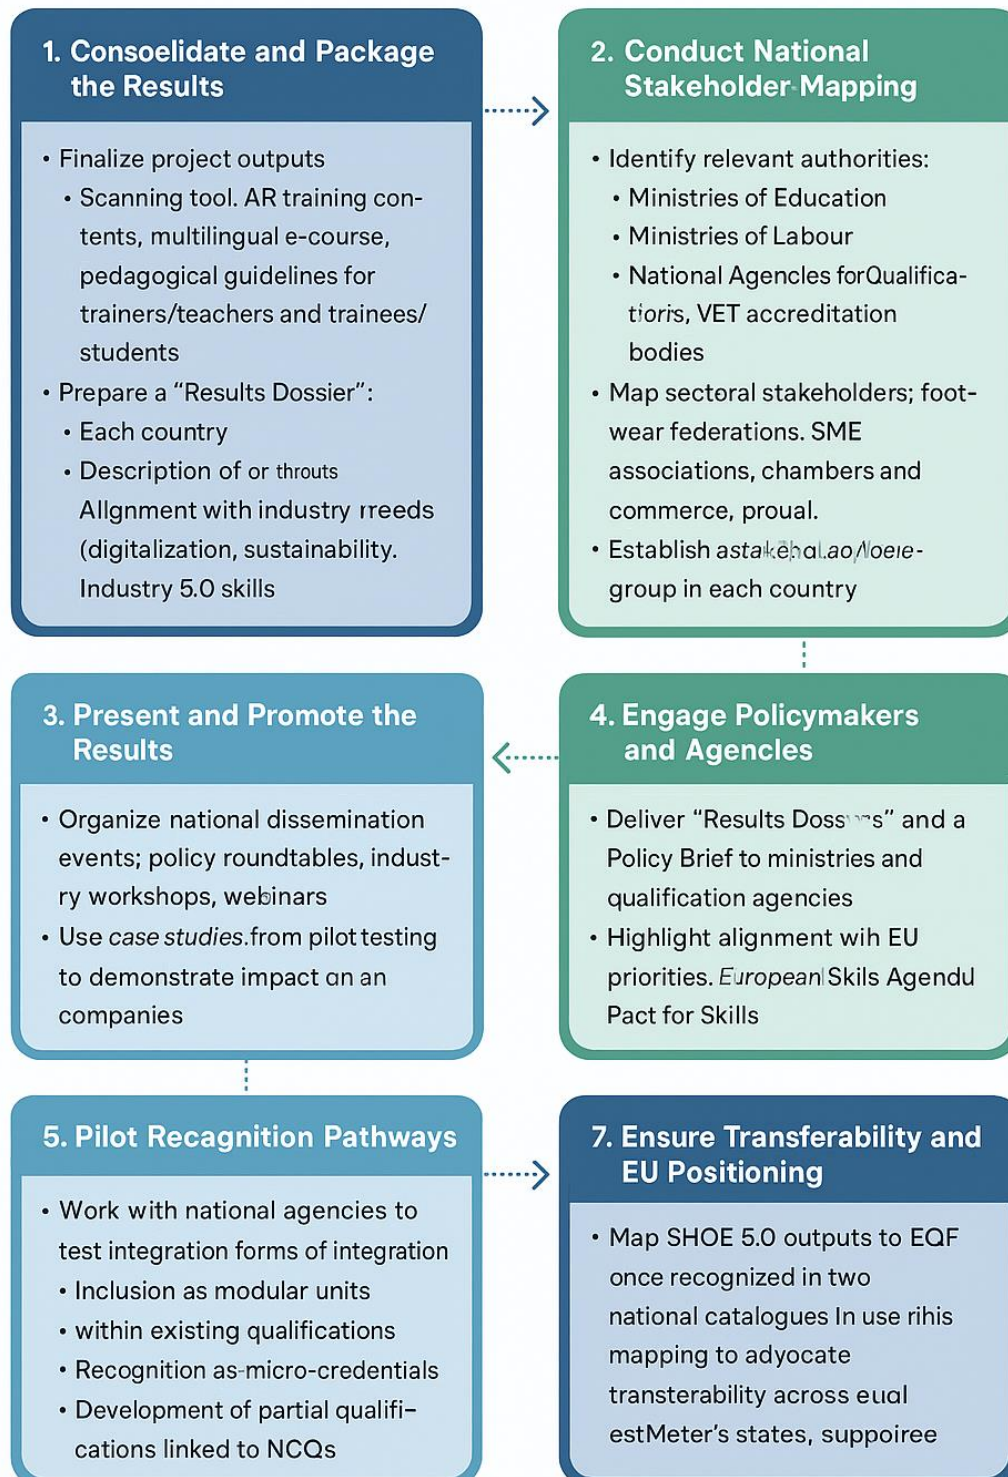 1. Consoelidate and Package
the Results
• Finalize project outputs
• Scanning tool. AR training con-
tents, multilingual e-course,
pedagogical guidelines for
trainers/teachers and trainees/
students
• Prepare a “Results Dossier”:
• Each country
• Description of or throuts
Allgnment with industry rreeds
(digitalization, sustainability.
Industry 5.0 skills
2. Conduct National
Stakeholder-Mapping
• Identify relevant authorities:
• Ministries of Education
• Ministries of Labour
• National Agencies forQualifica-
tioris, VET accreditation
bodies
• Map sectoral stakeholders; foot-
wear federations. SME
associations, chambers and
commerce, proual.
• Establish
group in each country
3. Present and Promote the
Results
• Organize national dissemination
events; policy roundtables, indust-
ry workshops, webinars
• Use case studies.from pilot testing
to demonstrate impact an an
companies
4. Engage Policymakers
and Agencies
• Deliver “Results and a
Policy Brief to ministries and
qualification agencies
• Highlight alignment wih EU
priorities. European Skils Agendu
Pact for Skills
5. Pilot Recagnition Pathways
• Work with national agencies to
test integration forms of integration
• Inclusion as modular units
• within existing qualifications
• Recognition as-micro-credentials
• Development of partial qualifi-
cations linked to NCQs
7. Ensure Transferability and
EU Positioning
• Map SHOE 5.0 outputs to EQF
once recognized in two
national catalogues In use rihis
mapping to adyocate
transterability across eual
estMeter’s states, suppoiree